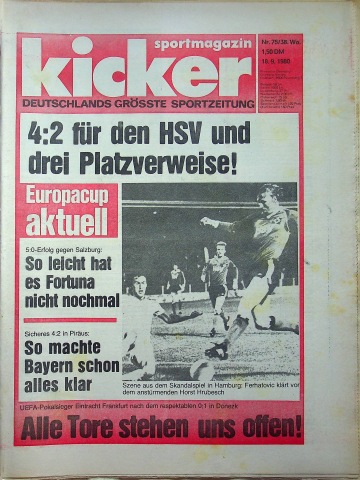 sportmagazin
kicker
DEUTSCHLANDS GRÖSSTE SPORTZEITUNG
Nr. 75/38. Wo.
1,50 DM
18. 9. 1980
4:2 für den HSV und
drei Platzverweise!
Europacup
aktuell
5:0-Erfolg gegen Salzburg:
So leicht hat
es Fortuna
nicht nochmal
Sicheres 4:2 in Piräus:
So machte
Bayern schon
alles klar
Szene aus dem Skandalspiel in Hamburg: Ferhatovic klärt vor
dem anstürmenden Horst Hrubesch
UEFA-Pokalsieger Eintracht Frankfurt nach dem respektablen 0:1 in Donezk
Alle Tore stehen uns offen!